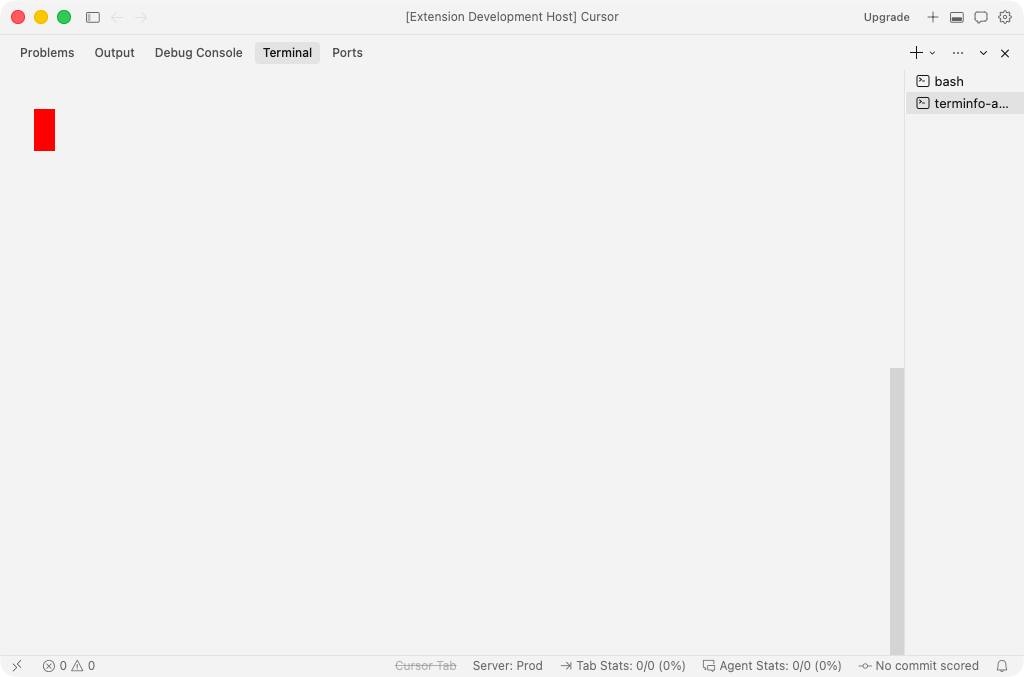 [Extension Development Host] Cursor
Upgrade
Problems Output Debug Console Terminal Ports
bash
terminfo-a...
0 0
Cursor Tab Server: Prod Tab Stats: 0/0 (0%) Agent Stats: 0/0 (0%) No commit scored